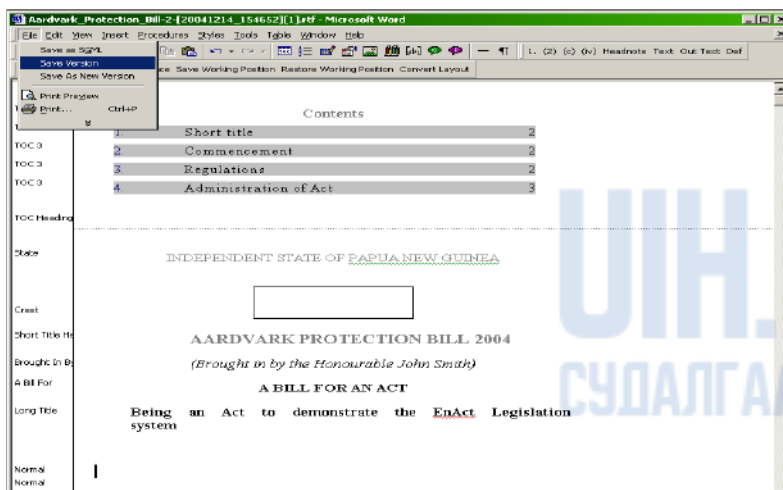 Aardvark_Protection_Bill-2-[20041214_154652][1].rtf - Microsoft Word
File Edit View Insert Procedures Styles Tools Table Window Help
Save as SGML
Save Version
Save As New Version
Print Preview
Print... Ctrl+P
1. (2) (c) (iv) Headnote Text Out Text Def
Save Working Position Restore Working Position Convert Layout
Contents
1. Short title 2
TOC 3 2. Commencement 2
TOC 3 3. Regulations 2
TOC 3 4. Administration of Act 3
TOC Heading
State INDEPENDENT STATE OF PAPUA NEW GUINEA
Crest
Short Title He AARDVARK PROTECTION BILL 2004
Brought In By (Brought in by the Honourable John Smith)
A Bill For A BILL FOR AN ACT
Long Title Being an Act to demonstrate the EnAct Legislation
system
Normal
Normal
UIH.
СУДАЛГАА